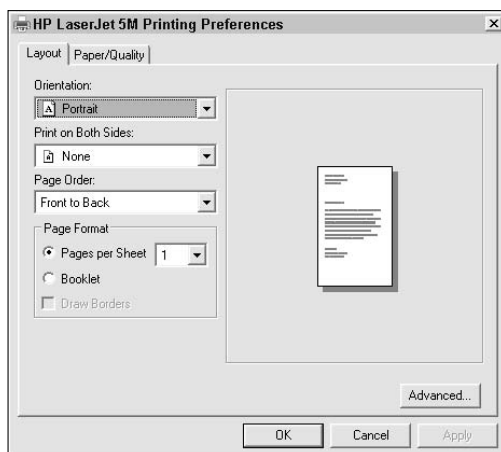 HP LaserJet 5M Printing Preferences
Layout
Paper/Quality
Orientation:
A Portrait
Print on Both Sides:
None
Page Order:
Front to Back
Page Format
Pages per Sheet 1
Booklet
Draw Borders
Advanced...
OK
Cancel
Apply